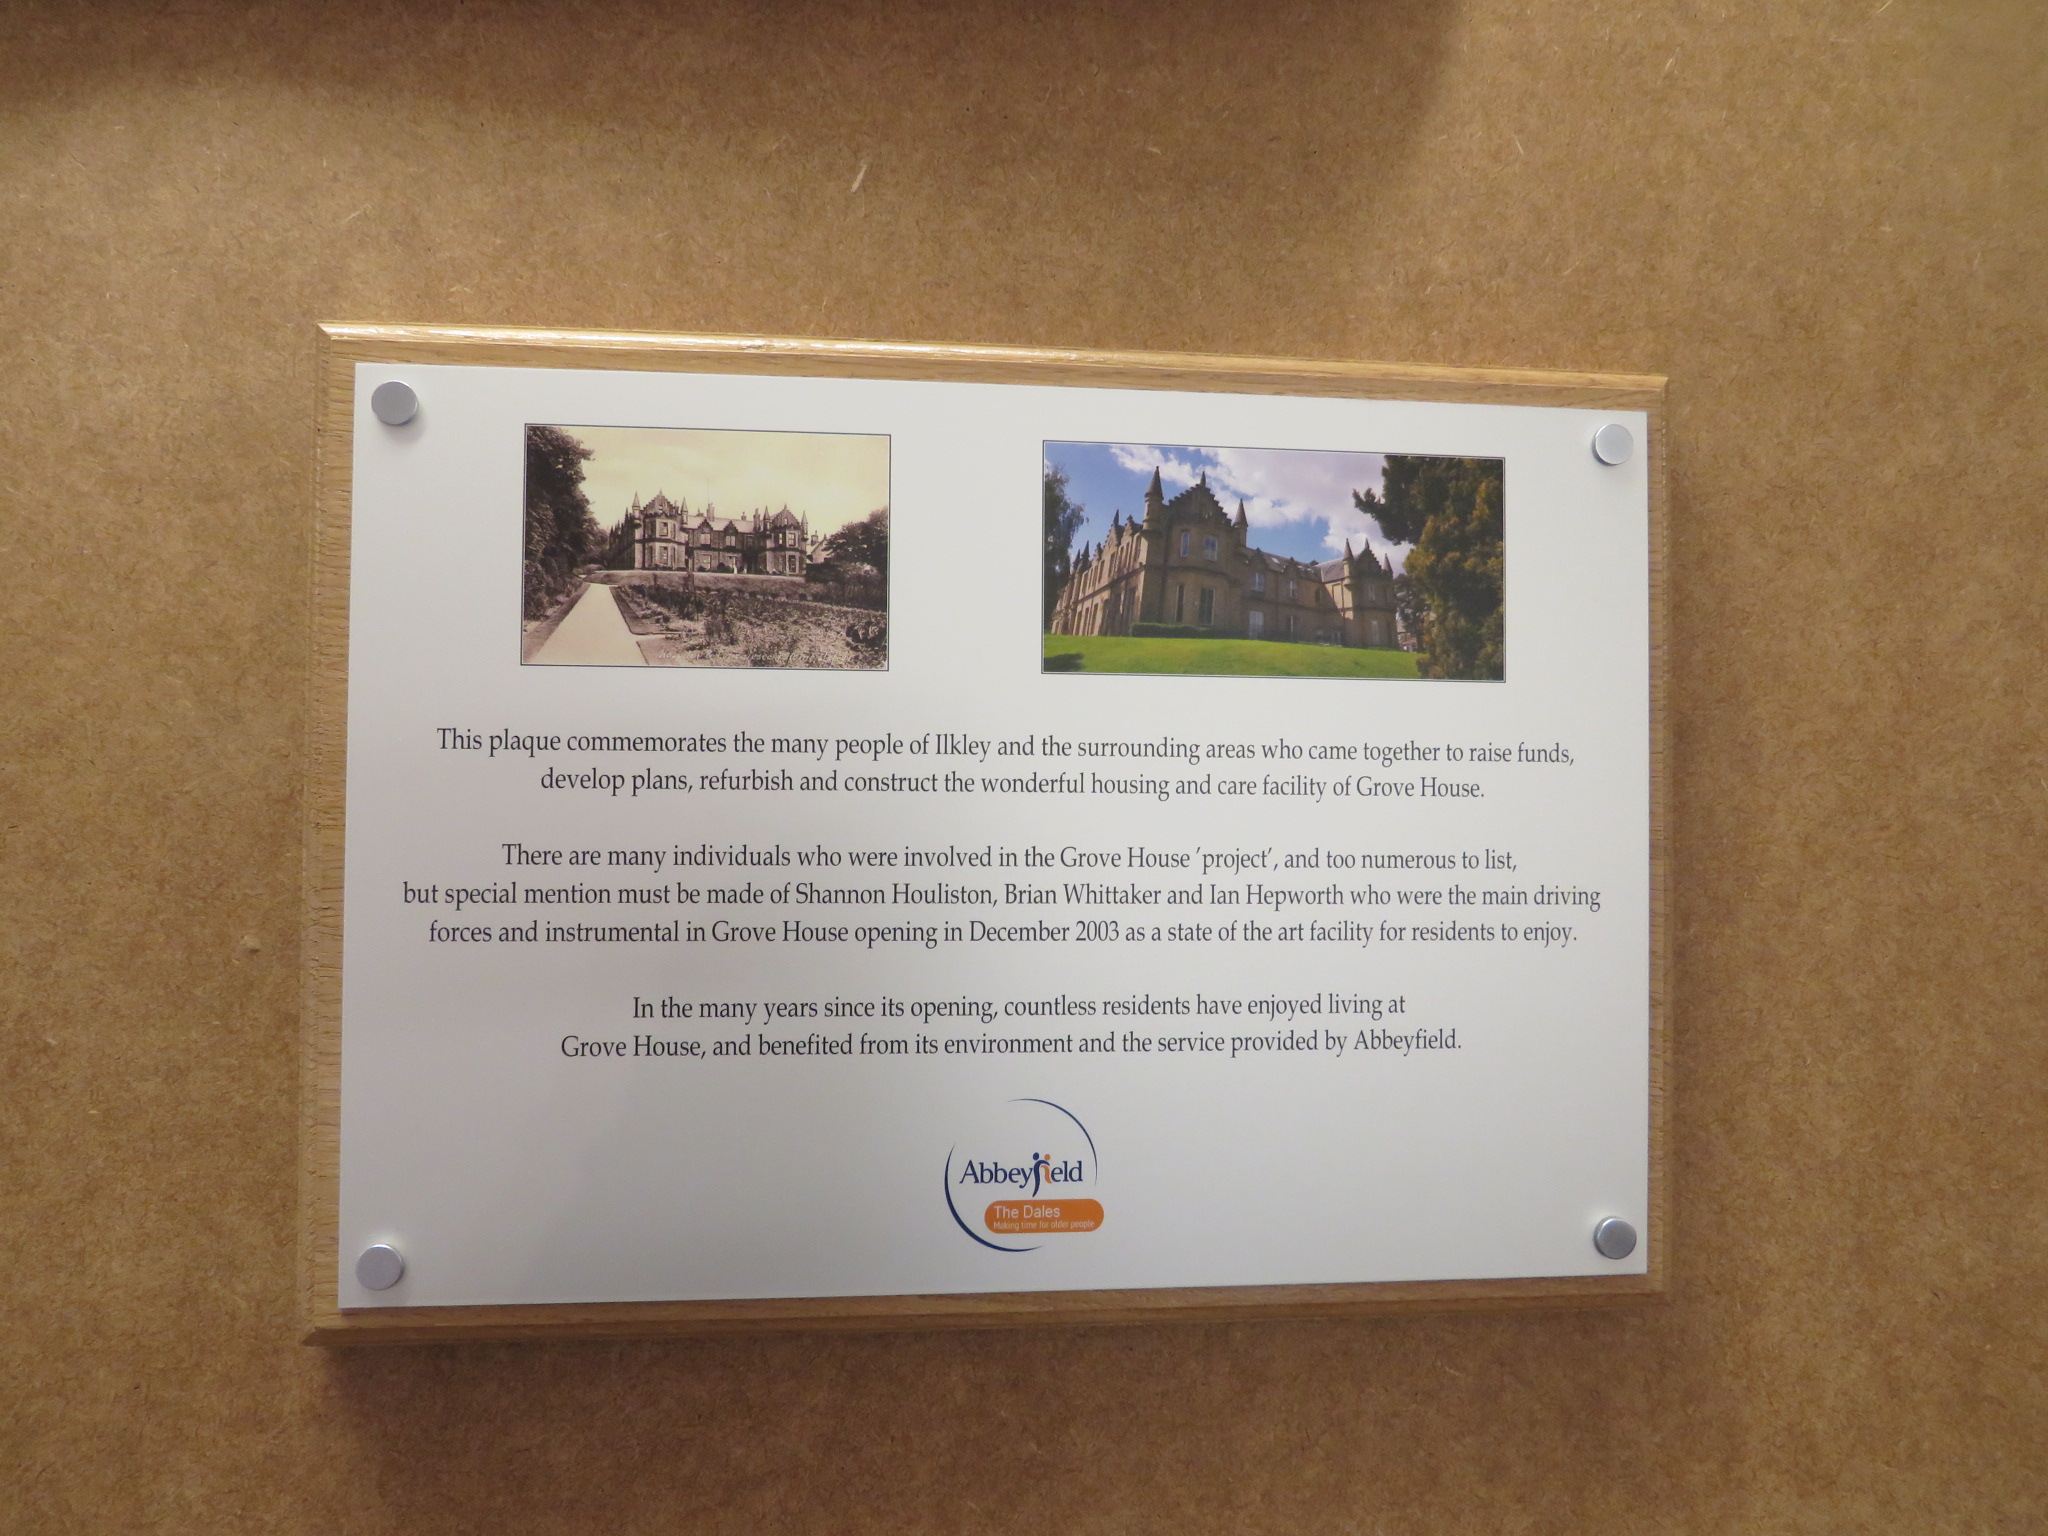 This plaque commemorates the many people of Ilkley and the surrounding areas who came together to raise funds,
develop plans, refurbish and construct the wonderful housing and care facility of Grove House.
There are many individuals who were involved in the Grove House 'project', and too numerous to list,
but special mention must be made of Shannon Houliston, Brian Whittaker and Ian Hepworth who were the main driving
forces and instrumental in Grove House opening in December 2003 as a state of the art facility for residents to enjoy.
In the many years since its opening, countless residents have enjoyed living at
Grove House, and benefited from its environment and the service provided by Abbeyfield.
Abbeyfield
The Dales
Making time for older people